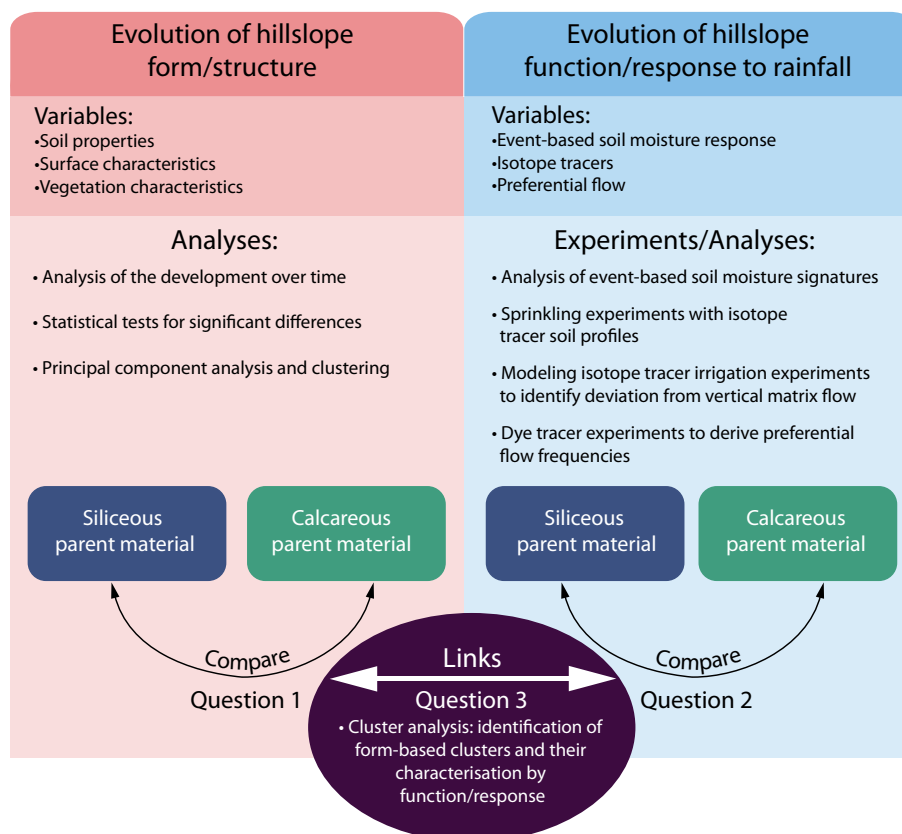 Evolution of hillslope
form/structure
Variables:
•Soil properties
•Surface characteristics
•Vegetation characteristics
Analyses:
• Analysis of the development over time
• Statistical tests for significant differences
• Principal component analysis and clustering
Siliceous
parent material
Calcareous
parent material
Compare
Question 1
Evolution of hillslope
function/response to rainfall
Variables:
•Event-based soil moisture response
•Isotope tracers
•Preferential flow
Experiments/Analyses:
• Analysis of event-based soil moisture signatures
• Sprinkling experiments with isotope
tracer soil profiles
• Modeling isotope tracer irrigation experiments
to identify deviation from vertical matrix flow
• Dye tracer experiments to derive preferential
flow frequencies
Siliceous
parent material
Calcareous
parent material
Compare
Question 2
Links
Question 3
• Cluster analysis: identification of
form-based clusters and their
characterisation by
function/response